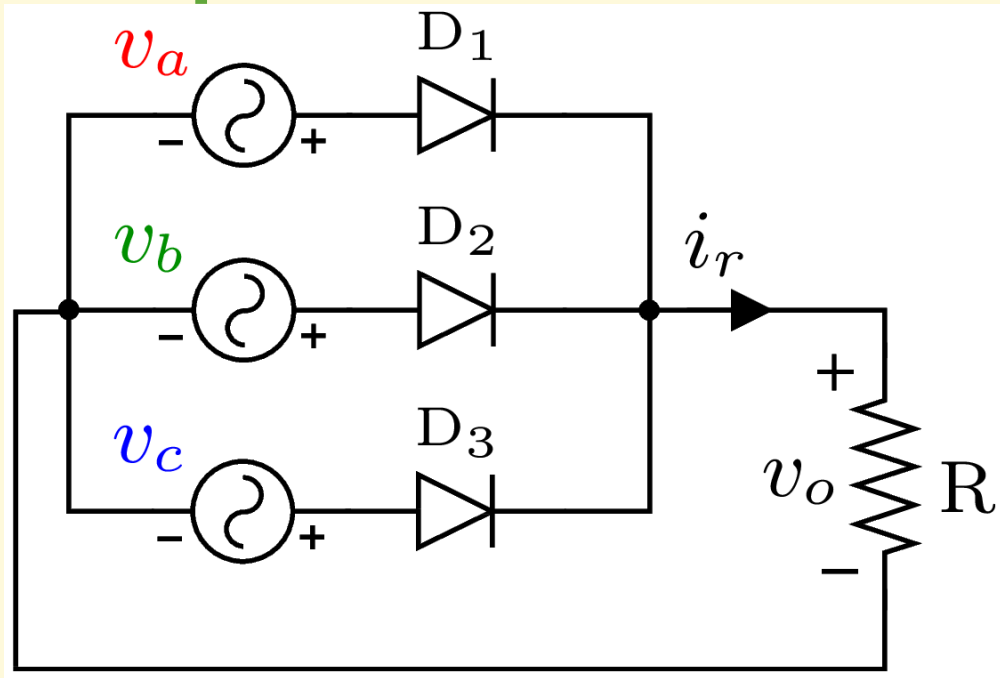 v_a
D_1
- +
v_b
D_2
i_r
- +
+
v_c
D_3
v_o
R
- +
-